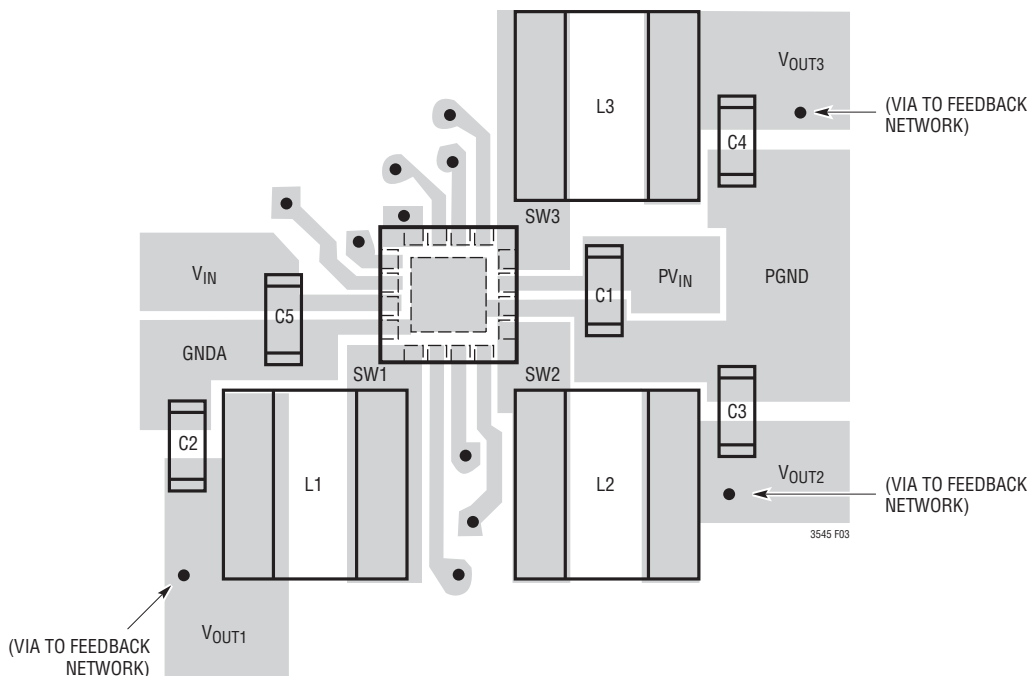 VOUT3
(VIA TO FEEDBACK
NETWORK)
L3
C4
SW3
VIN
C5
C1
PVIN
PGND
GNDA
SW1
SW2
C2
L1
L2
C3
VOUT2
(VIA TO FEEDBACK
NETWORK)
3545 F03
VOUT1
(VIA TO FEEDBACK
NETWORK)